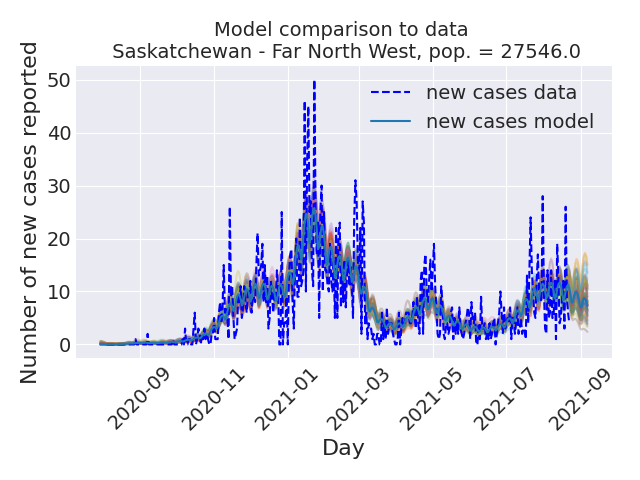 Model comparison to data
Saskatchewan - Far North West, pop. = 27546.0
Number of new cases reported
50
40
30
20
10
0
new cases data
new cases model
2020-09
2020-11
2021-01
2021-03
2021-05
2021-07
2021-09
Day